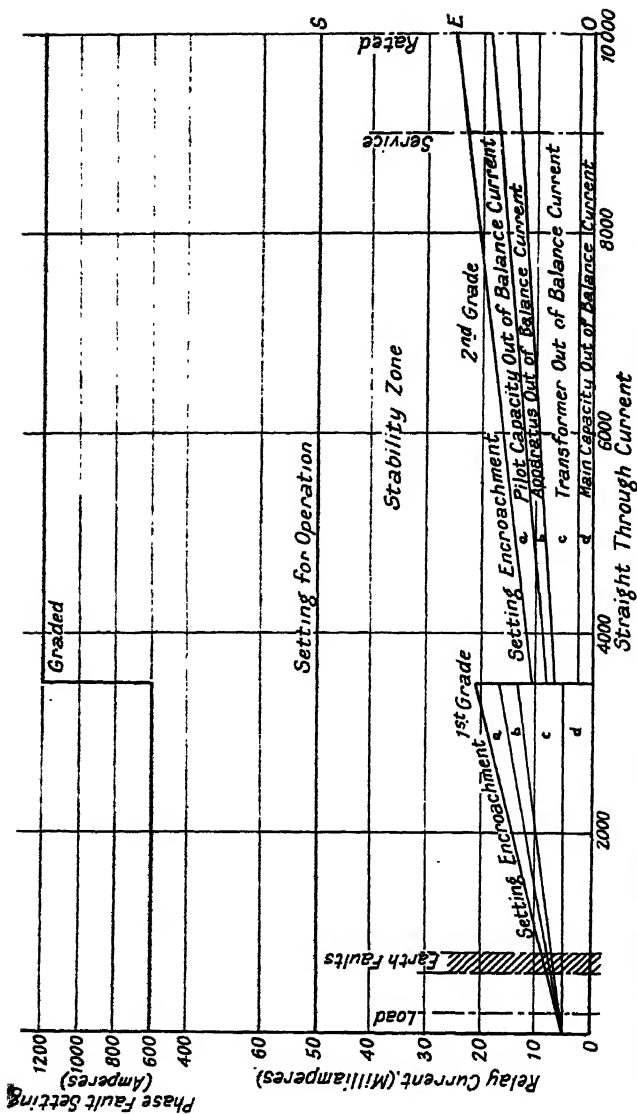 Phase Fault Setting
(Amperes)
1200
1000
800
600
Graded
Relay Current.(Milliamperes).
60
50
40
30
20
10
0
Setting for Operation
Stability Zone
S
E
O
Rated
Service
Load
Earth Faults
Setting Encroachment
1st Grade
a
b
c
d
Setting Encroachment
2nd Grade
a Pilot Capacity Out of Balance Current
b Apparatus Out of Balance Current
c Transformer Out of Balance Current
d Main Capacity Out of Balance Current
2000
4000
6000
8000
10000
Straight Through Current